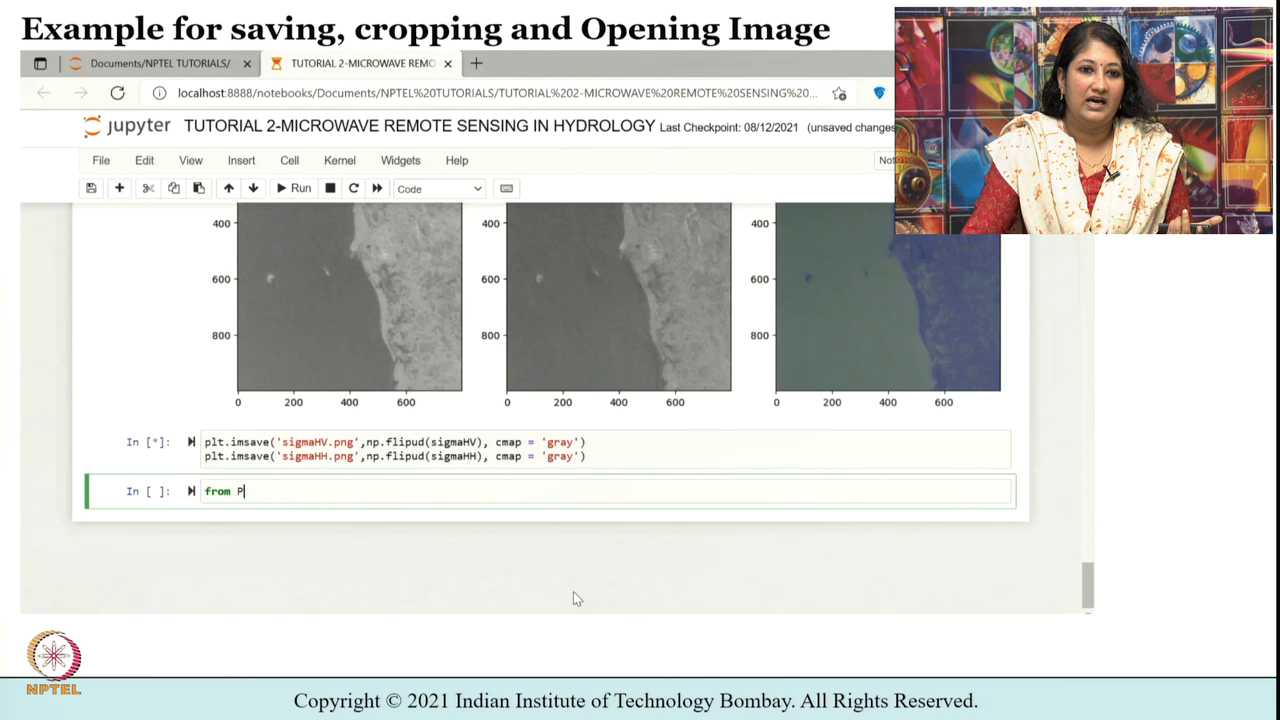 Example for saving, cropping and Opening Image
Documents/NPTEL TUTORIALS/
TUTORIAL 2-MICROWAVE REMO
localhost:8888/notebooks/Documents/NPTEL%20TUTORIALS/TUTORIAL%202-MICROWAVE%20REMOTE%20SENSING%20...
jupyter TUTORIAL 2-MICROWAVE REMOTE SENSING IN HYDROLOGY Last Checkpoint: 08/12/2021 (unsaved changes
File Edit View Insert Cell Kernel Widgets Help Not
Run Code
400 400 400
600 600 600
800 800 800
0 200 400 600 0 200 400 600 0 200 400 600
In [*]: plt.imsave('sigmaHV.png',np.flipud(sigmaHV), cmap = 'gray')
plt.imsave('sigmaHH.png',np.flipud(sigmaHH), cmap = 'gray')
In [ ]: from P
NPTEL
Copyright © 2021 Indian Institute of Technology Bombay. All Rights Reserved.